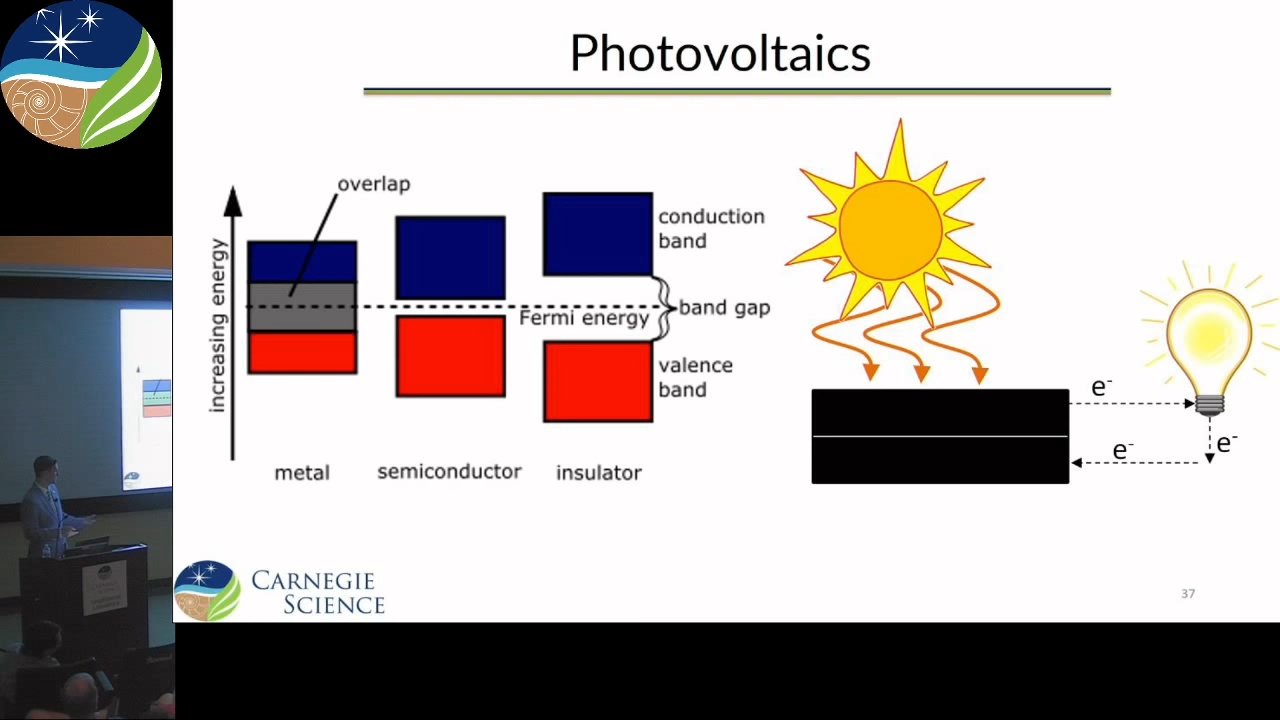 Photovoltaics
overlap
increasing energy
conduction
band
band gap
Fermi energy
valence
band
metal
semiconductor
insulator
e-
e-
e-
CARNEGIE
SCIENCE
37